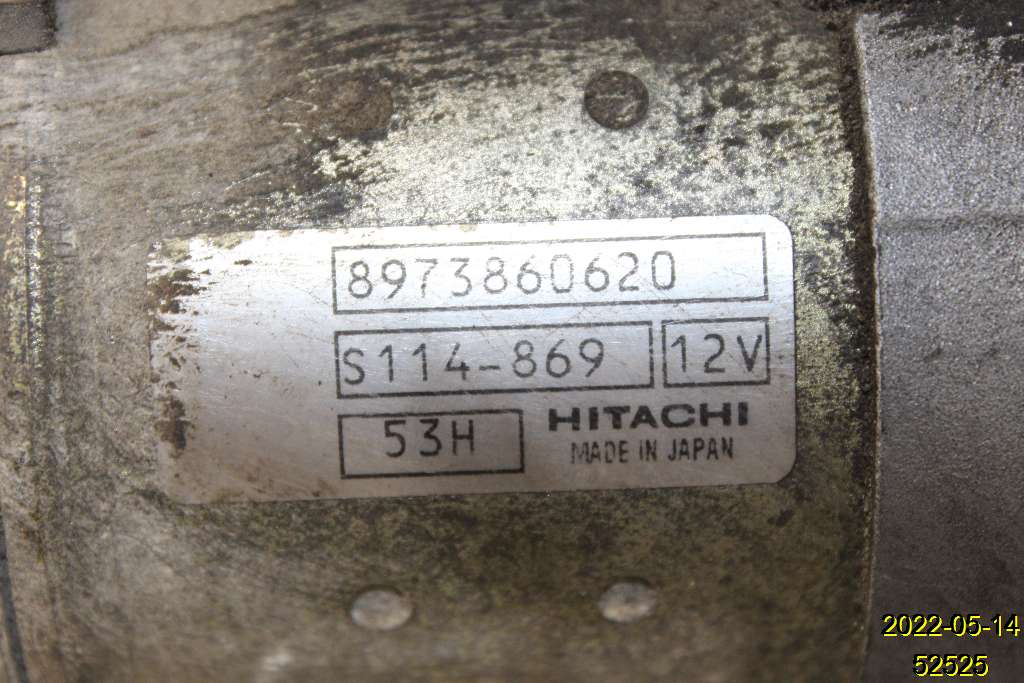 8973860620
S114-869 12V
53H HITACHI
MADE IN JAPAN
2022-05-14
52525